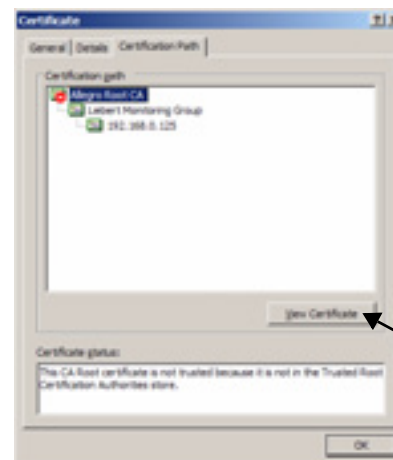 Certificate
General Details Certification Path
Certification path
Allegro Root CA
Liebert Monitoring Group
192.168.0.125
View Certificate
Certificate status:
This CA Root certificate is not trusted because it is not in the Trusted Root
Certification Authorities store.
OK